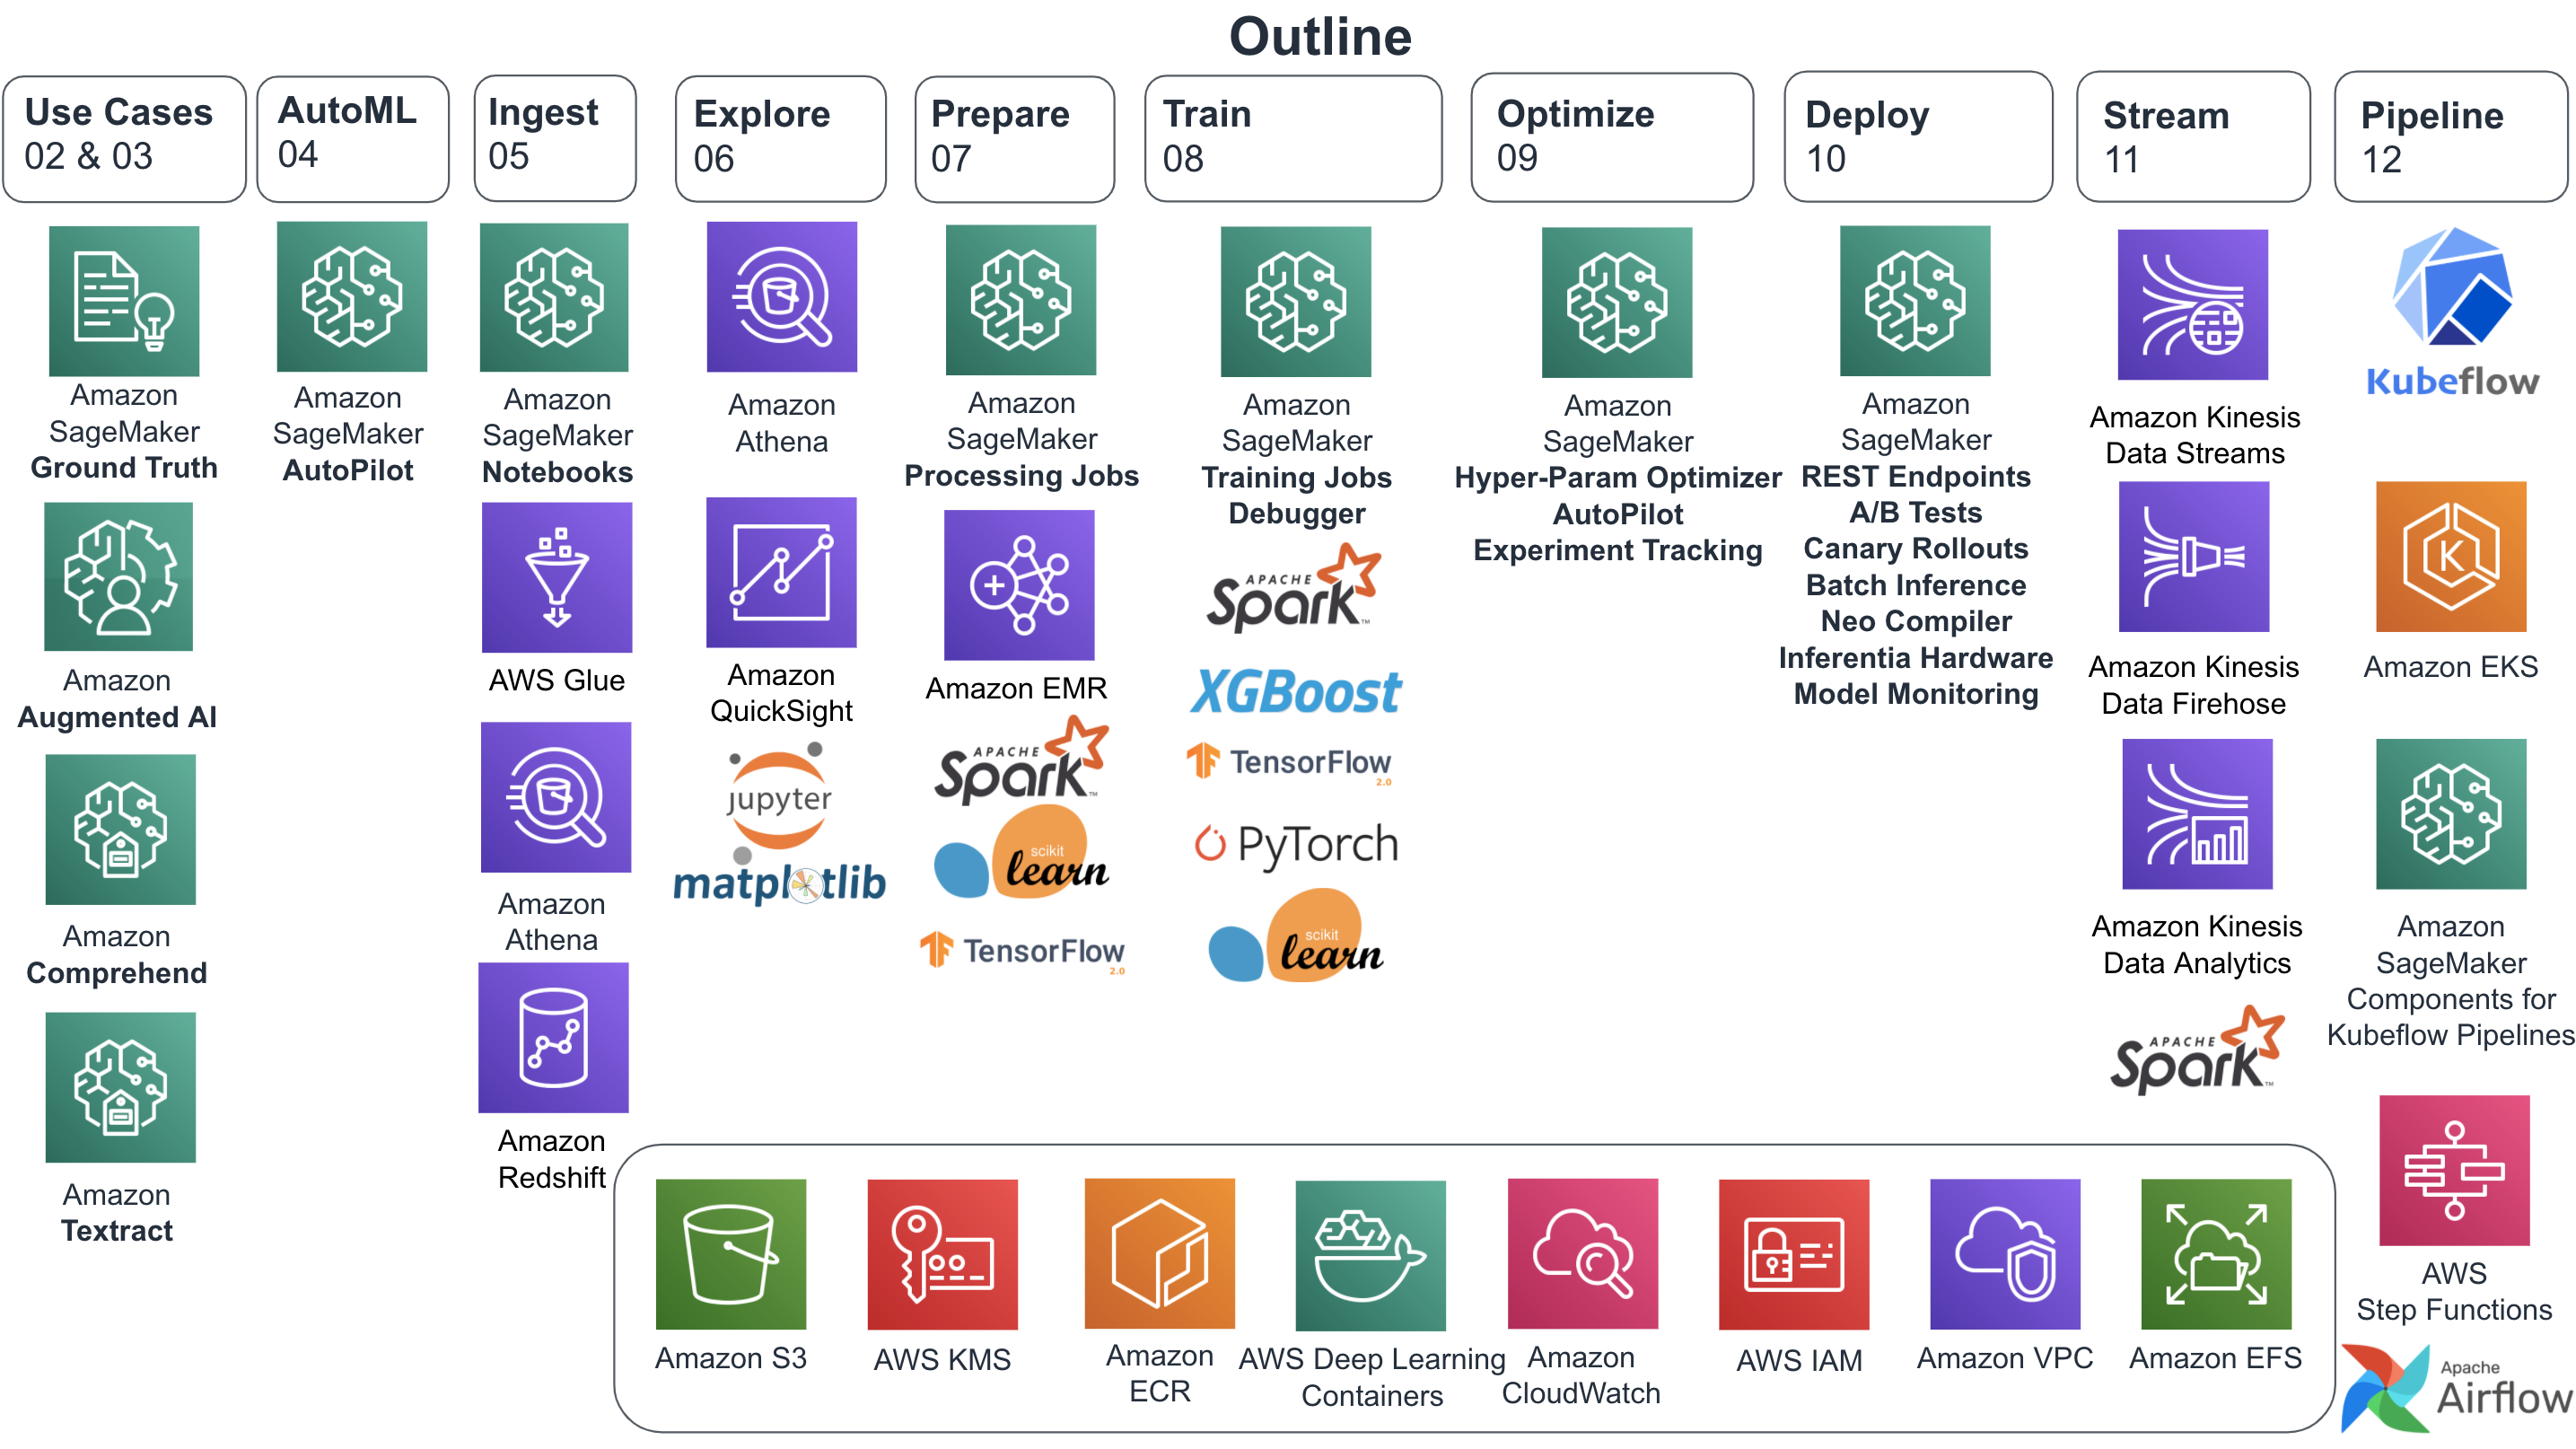 Outline
Use Cases
02 & 03
AutoML
04
Ingest
05
Explore
06
Prepare
07
Train
08
Optimize
09
Deploy
10
Stream
11
Pipeline
12
Amazon
SageMaker
Ground Truth
Amazon
Augmented AI
Amazon
Comprehend
Amazon
Textract
Amazon
SageMaker
AutoPilot
Amazon
SageMaker
Notebooks
AWS Glue
Amazon
Athena
Amazon
Redshift
Amazon
Athena
Amazon
QuickSight
jupyter
matplotlib
Amazon
SageMaker
Processing Jobs
Amazon EMR
APACHE
Spark™
scikit
learn
TensorFlow
2.0
Amazon
SageMaker
Training Jobs
Debugger
APACHE
Spark™
XGBoost
TensorFlow
2.0
PyTorch
scikit
learn
Amazon
SageMaker
Hyper-Param Optimizer
AutoPilot
Experiment Tracking
Amazon
SageMaker
REST Endpoints
A/B Tests
Canary Rollouts
Batch Inference
Neo Compiler
Inferentia Hardware
Model Monitoring
Amazon Kinesis
Data Streams
Amazon Kinesis
Data Firehose
Amazon Kinesis
Data Analytics
APACHE
Spark™
Kubeflow
K
Amazon EKS
Amazon
SageMaker
Components for
Kubeflow Pipelines
AWS
Step Functions
Apache
Airflow
Amazon S3
AWS KMS
Amazon
ECR
AWS Deep Learning
Containers
Amazon
CloudWatch
AWS IAM
Amazon VPC
Amazon EFS